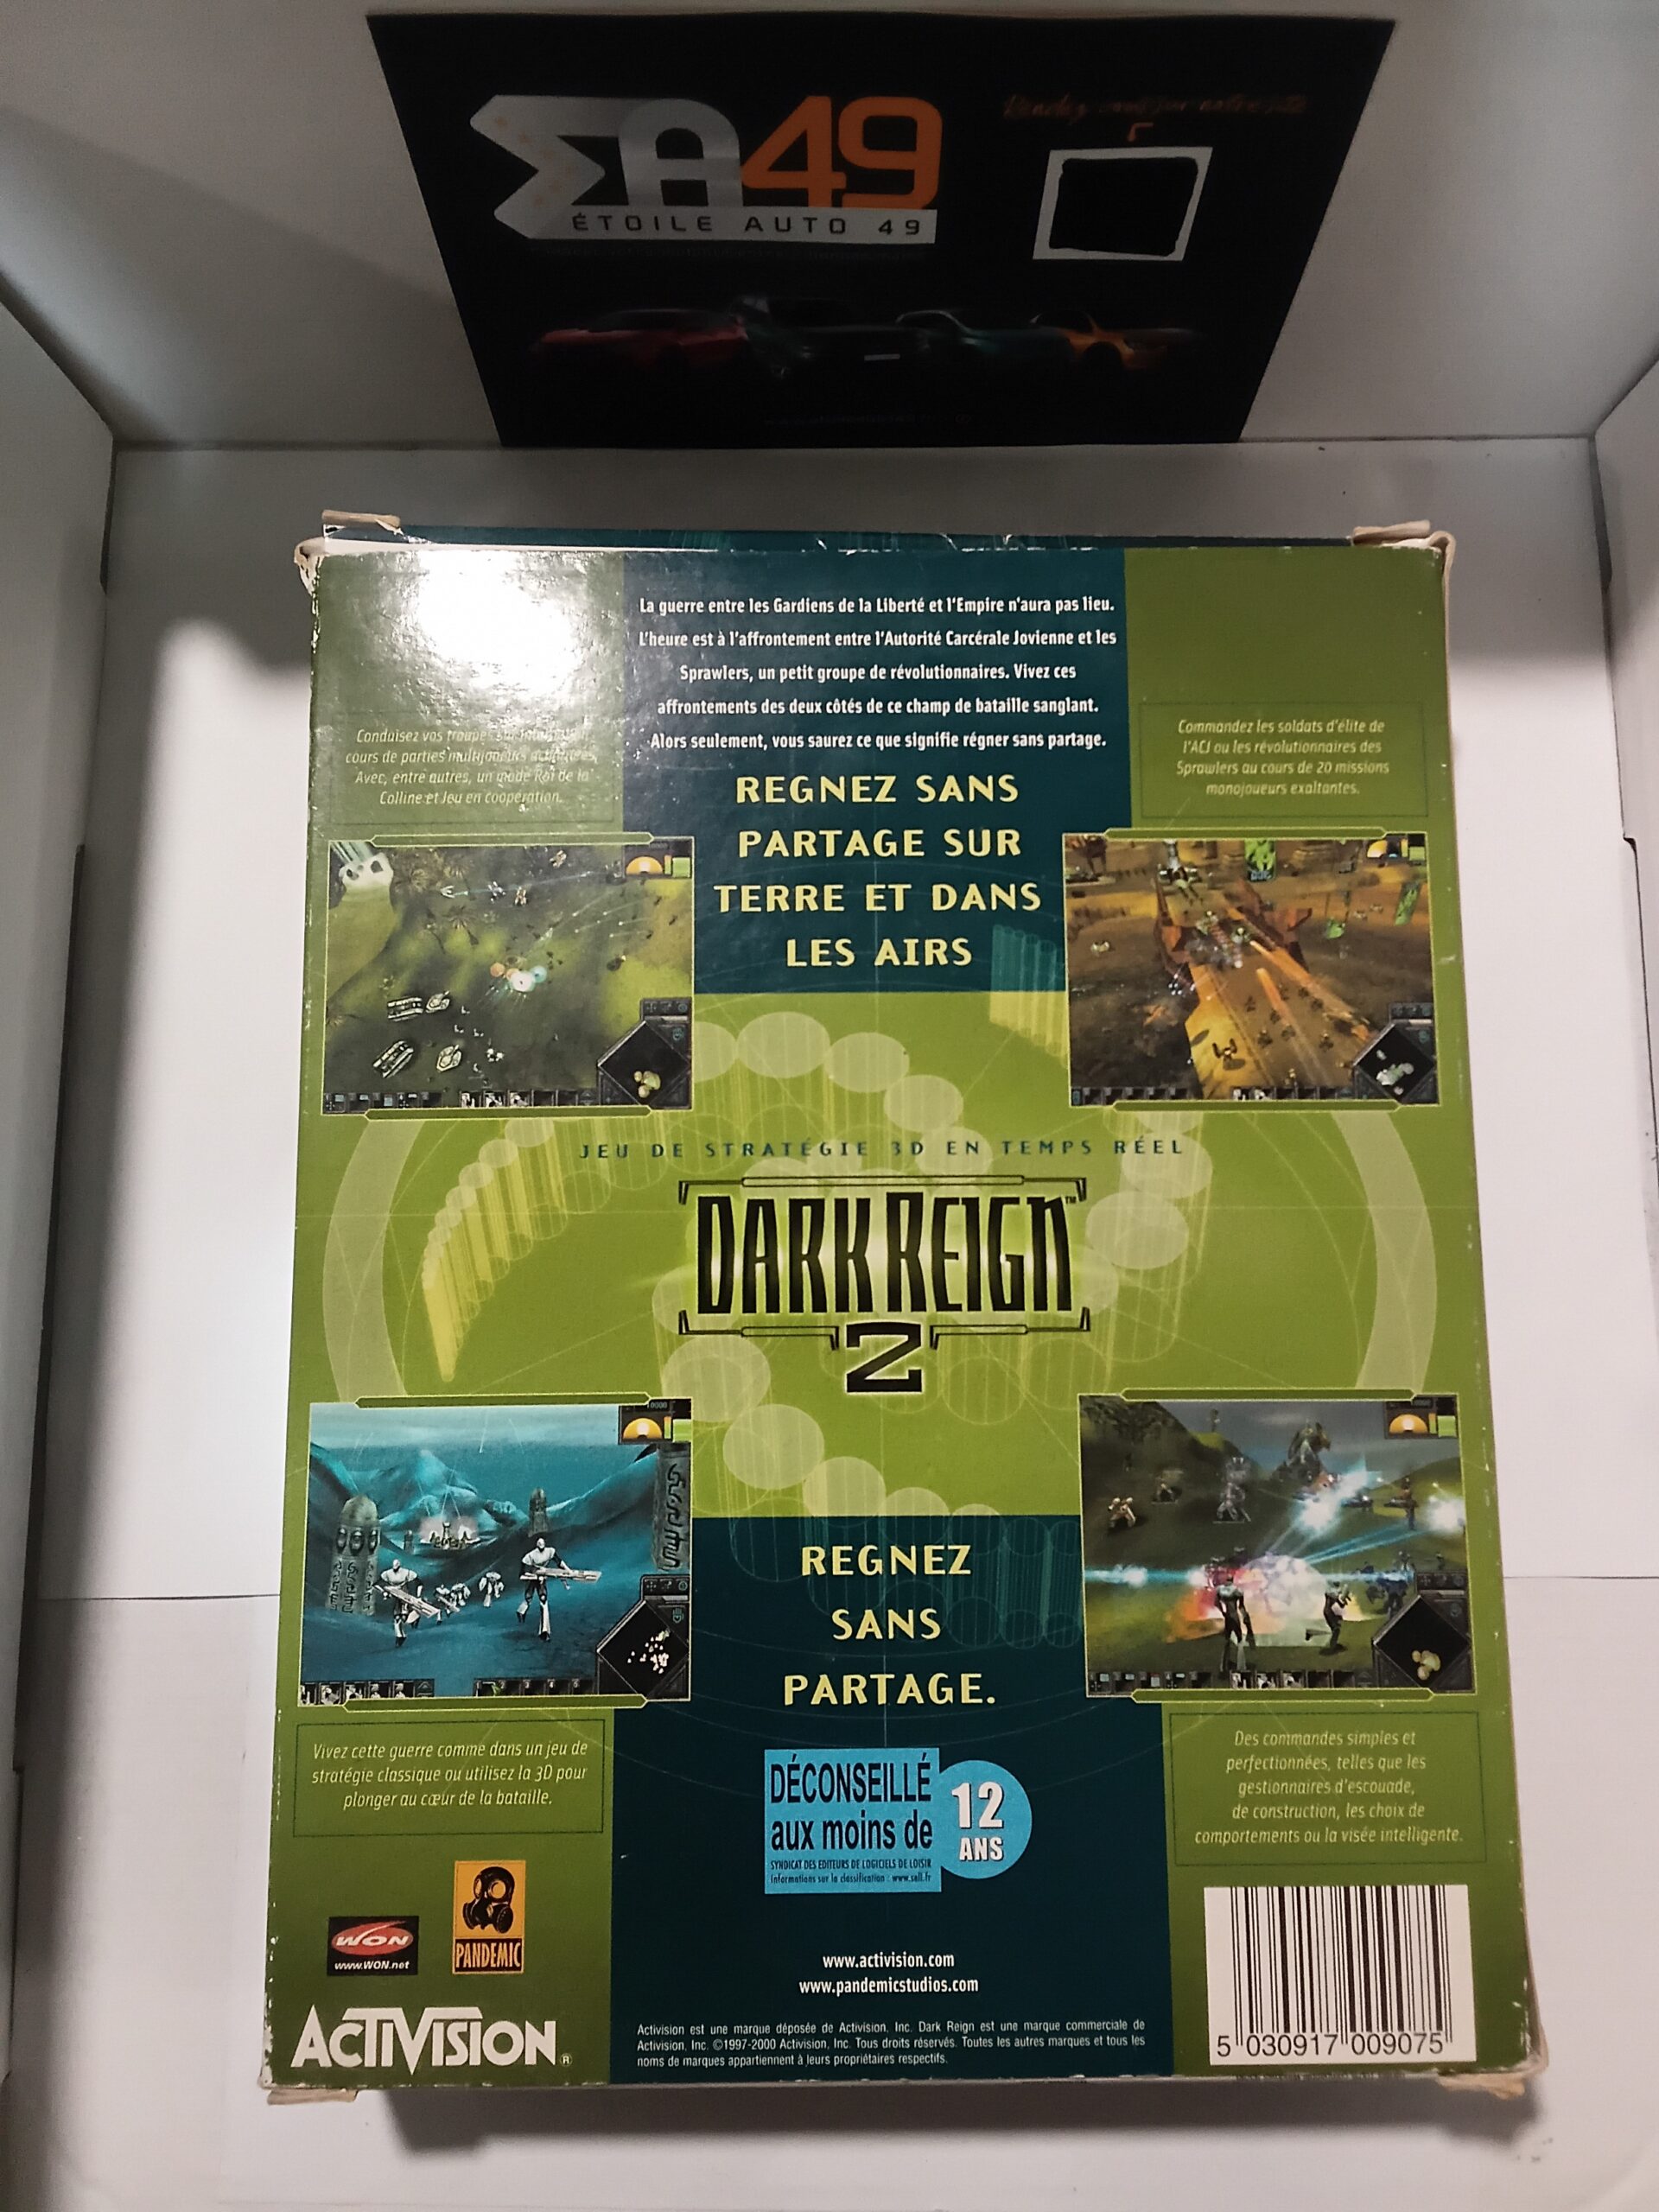 EA49
ÉTOILE AUTO 49
La guerre entre les Gardiens de la Liberté et l'Empire n'aura pas lieu.
L'heure est à l'affrontement entre l'Autorité Carcérale Jovienne et les
Sprawlers, un petit groupe de révolutionnaires. Vivez ces
affrontements des deux côtés de ce champ de bataille sanglant.
Alors seulement, vous saurez ce que signifie régner sans partage.
Conduisez vos troupes sur
cours de parties multijoueurs
Avec, entre autres, un mode Roi de la
Colline et Jeu en coopération.
Commandez les soldats d'élite de
l'ACJ ou les révolutionnaires des
Sprawlers au cours de 20 missions
monojoueurs exaltantes.
REGNEZ SANS
PARTAGE SUR
TERRE ET DANS
LES AIRS
JEU DE STRATÉGIE 3D EN TEMPS RÉEL
DARK REIGN™
2
REGNEZ
SANS
PARTAGE.
Vivez cette guerre comme dans un jeu de
stratégie classique ou utilisez la 3D pour
plonger au cœur de la bataille.
Des commandes simples et
perfectionnées, telles que les
gestionnaires d'escouade,
de construction, les choix de
comportements ou la visée intelligente.
DÉCONSEILLÉ
aux moins de
12
ANS
SYNDICAT DES EDITEURS DE LOGICIELS DE LOISIR
Informations sur la classification : www.sell.fr
WON
www.WON.net
PANDEMIC
www.activision.com
www.pandemicstudios.com
ACTIVISION®
Activision est une marque déposée de Activision, Inc. Dark Reign est une marque commerciale de
Activision, Inc. ©1997-2000 Activision, Inc. Tous droits réservés. Toutes les autres marques et tous les
noms de marques appartiennent à leurs propriétaires respectifs.
5 030917 009075